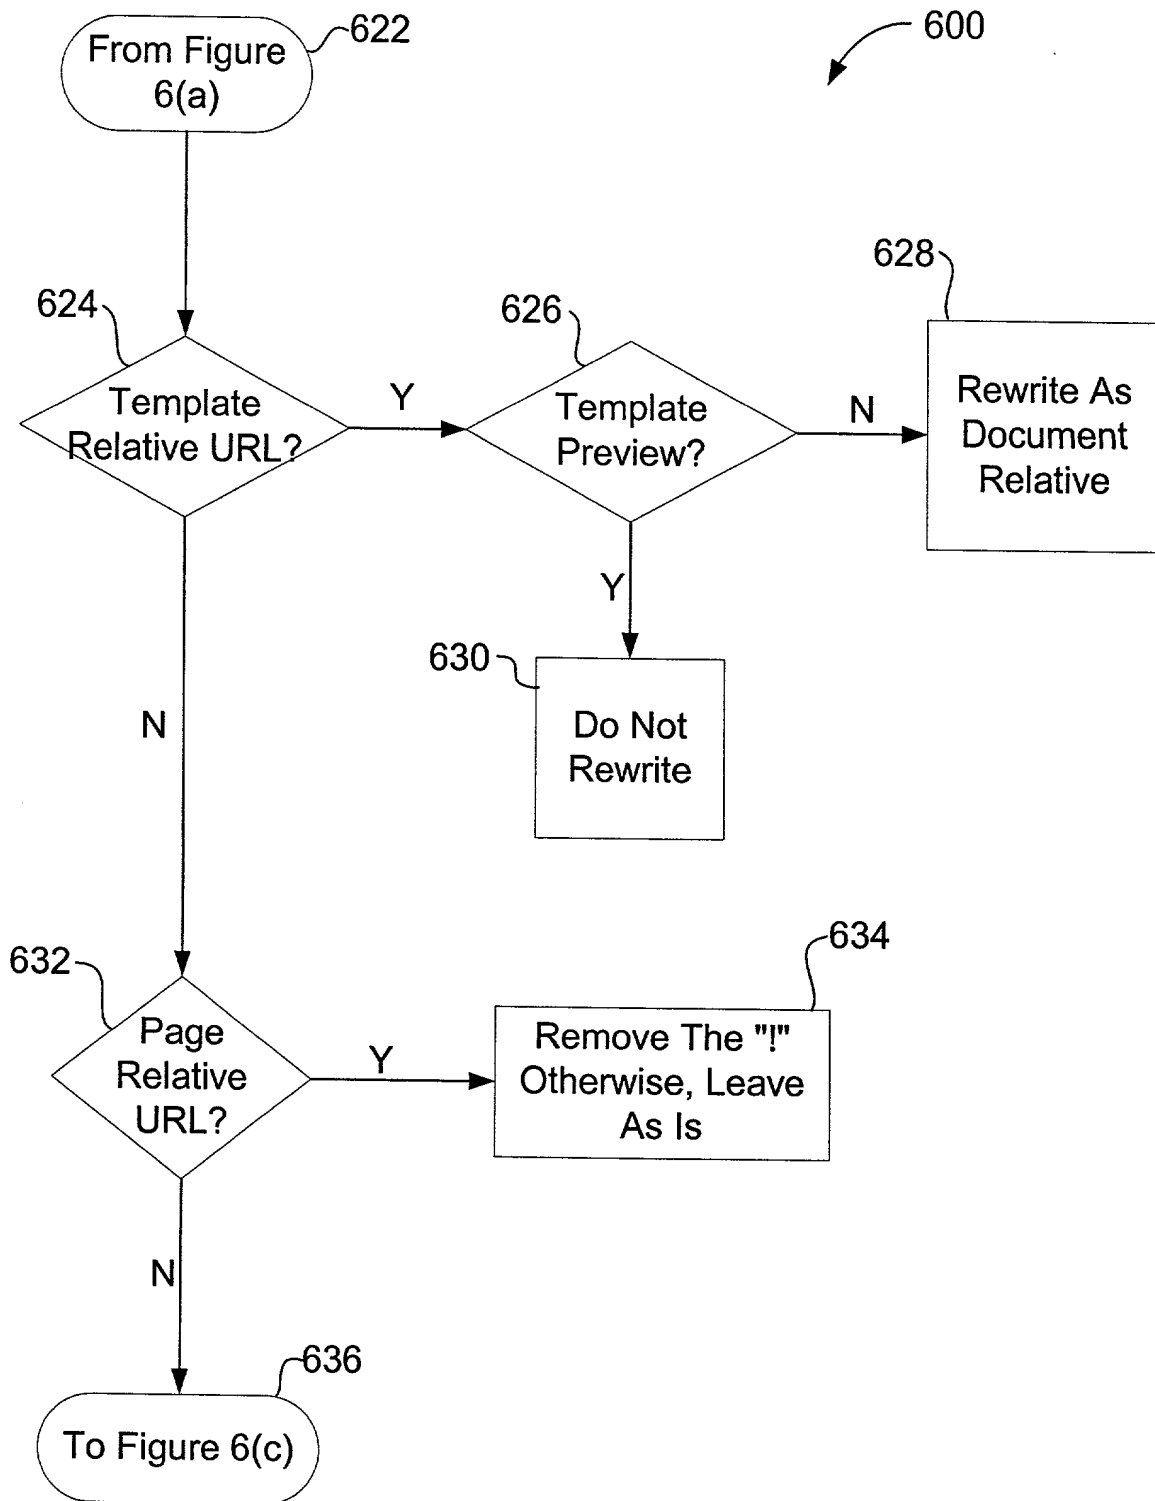 From Figure
6(a)
622
600
624
Template
Relative URL?
Y
626
Template
Preview?
N
628
Rewrite As
Document
Relative
Y
630
Do Not
Rewrite
N
632
Page
Relative
URL?
Y
634
Remove The "!"
Otherwise, Leave
As Is
N
636
To Figure 6(c)